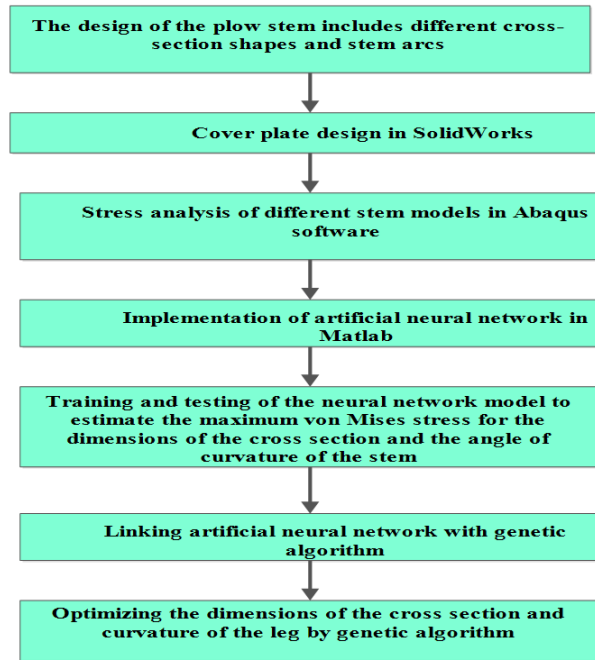 The design of the plow stem includes different cross-
section shapes and stem arcs
Cover plate design in SolidWorks
Stress analysis of different stem models in Abaqus
software
Implementation of artificial neural network in
Matlab
Training and testing of the neural network model to
estimate the maximum von Mises stress for the
dimensions of the cross section and the angle of
curvature of the stem
Linking artificial neural network with genetic
algorithm
Optimizing the dimensions of the cross section and
curvature of the leg by genetic algorithm